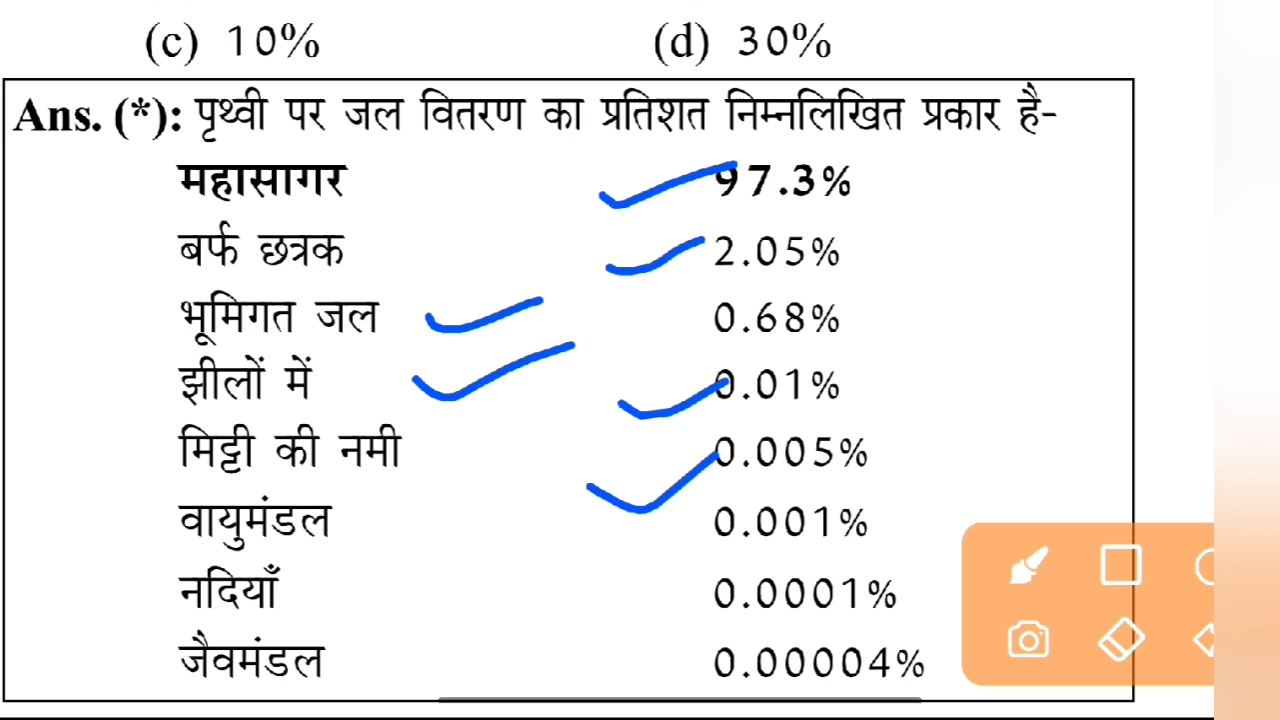 (c) 10% (d) 30%
Ans. (*): पृथ्वी पर जल वितरण का प्रतिशत निम्नलिखित प्रकार है-
महासागर 97.3%
बर्फ छत्रक 2.05%
भूमिगत जल 0.68%
झीलों में 0.01%
मिट्टी की नमी 0.005%
वायुमंडल 0.001%
नदियाँ 0.0001%
जैवमंडल 0.00004%